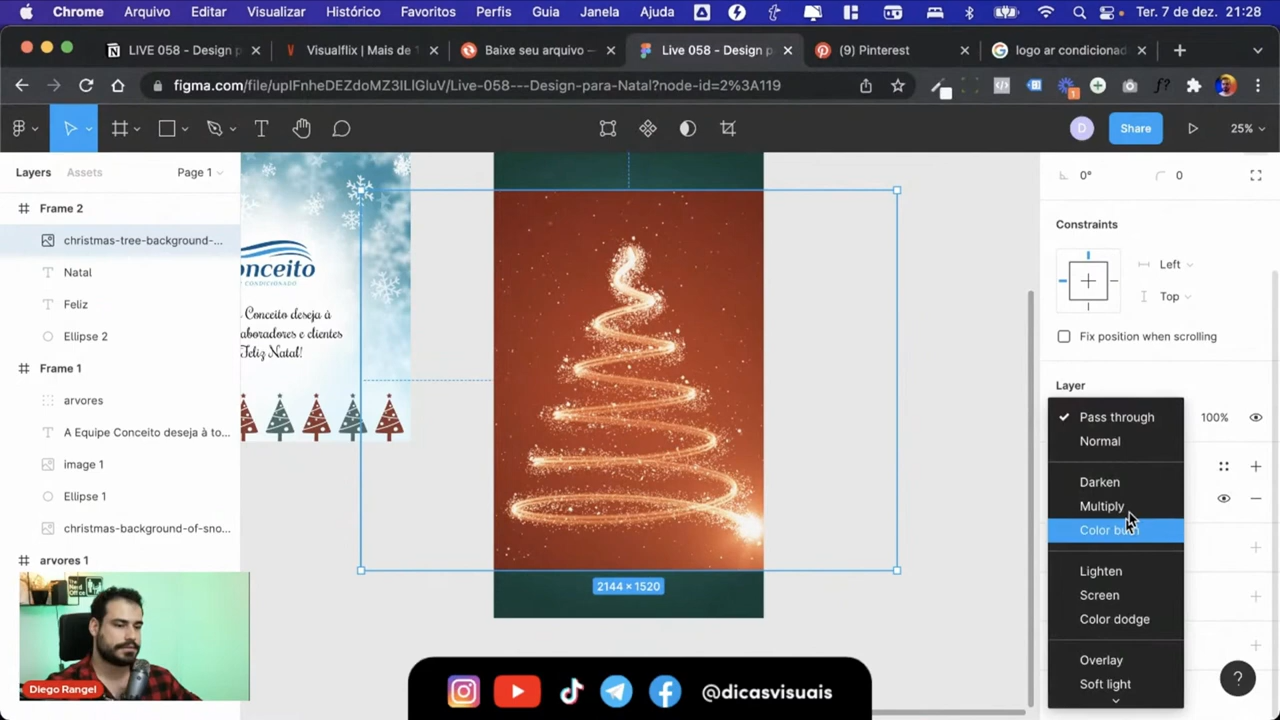 Chrome Arquivo Editar Visualizar Histórico Favoritos Perfis Guia Janela Ajuda Ter. 7 de dez. 21:28
LIVE 058 - Design p
Visualflix | Mais de 1
Baixe seu arquivo —
Live 058 - Design p
(9) Pinterest
logo ar condicionad
figma.com/file/upIFnheDEZdoMZ3ILlGluV/Live-058---Design-para-Natal?node-id=2%3A119
D
Share
25%
Layers
Assets
Page 1
Frame 2
christmas-tree-background-...
Natal
Feliz
Ellipse 2
Frame 1
arvores
A Equipe Conceito deseja à to...
image 1
Ellipse 1
christmas-background-of-sno...
arvores 1
onceito
CONDICIONADO
Conceito deseja à
aboradores e clientes
Feliz Natal!
2144 × 1520
0°
0
Constraints
Left
Top
Fix position when scrolling
Layer
Pass through
100%
Normal
Darken
Multiply
Color burn
Lighten
Screen
Color dodge
Overlay
Soft light
?
Diego Rangel
@dicasvisuais